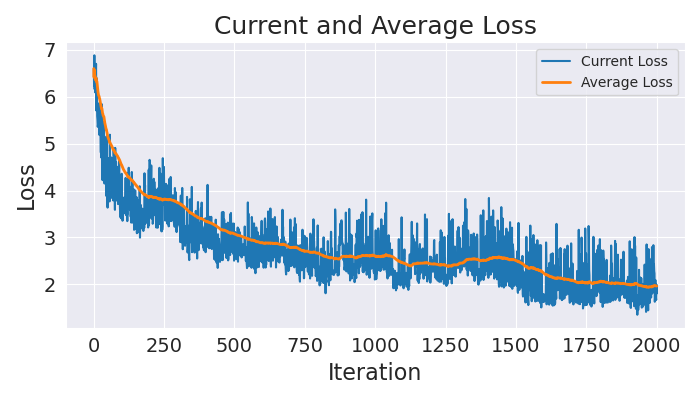 Current and Average Loss
Current Loss
Average Loss
Loss
7
6
5
4
3
2
0 250 500 750 1000 1250 1500 1750 2000
Iteration